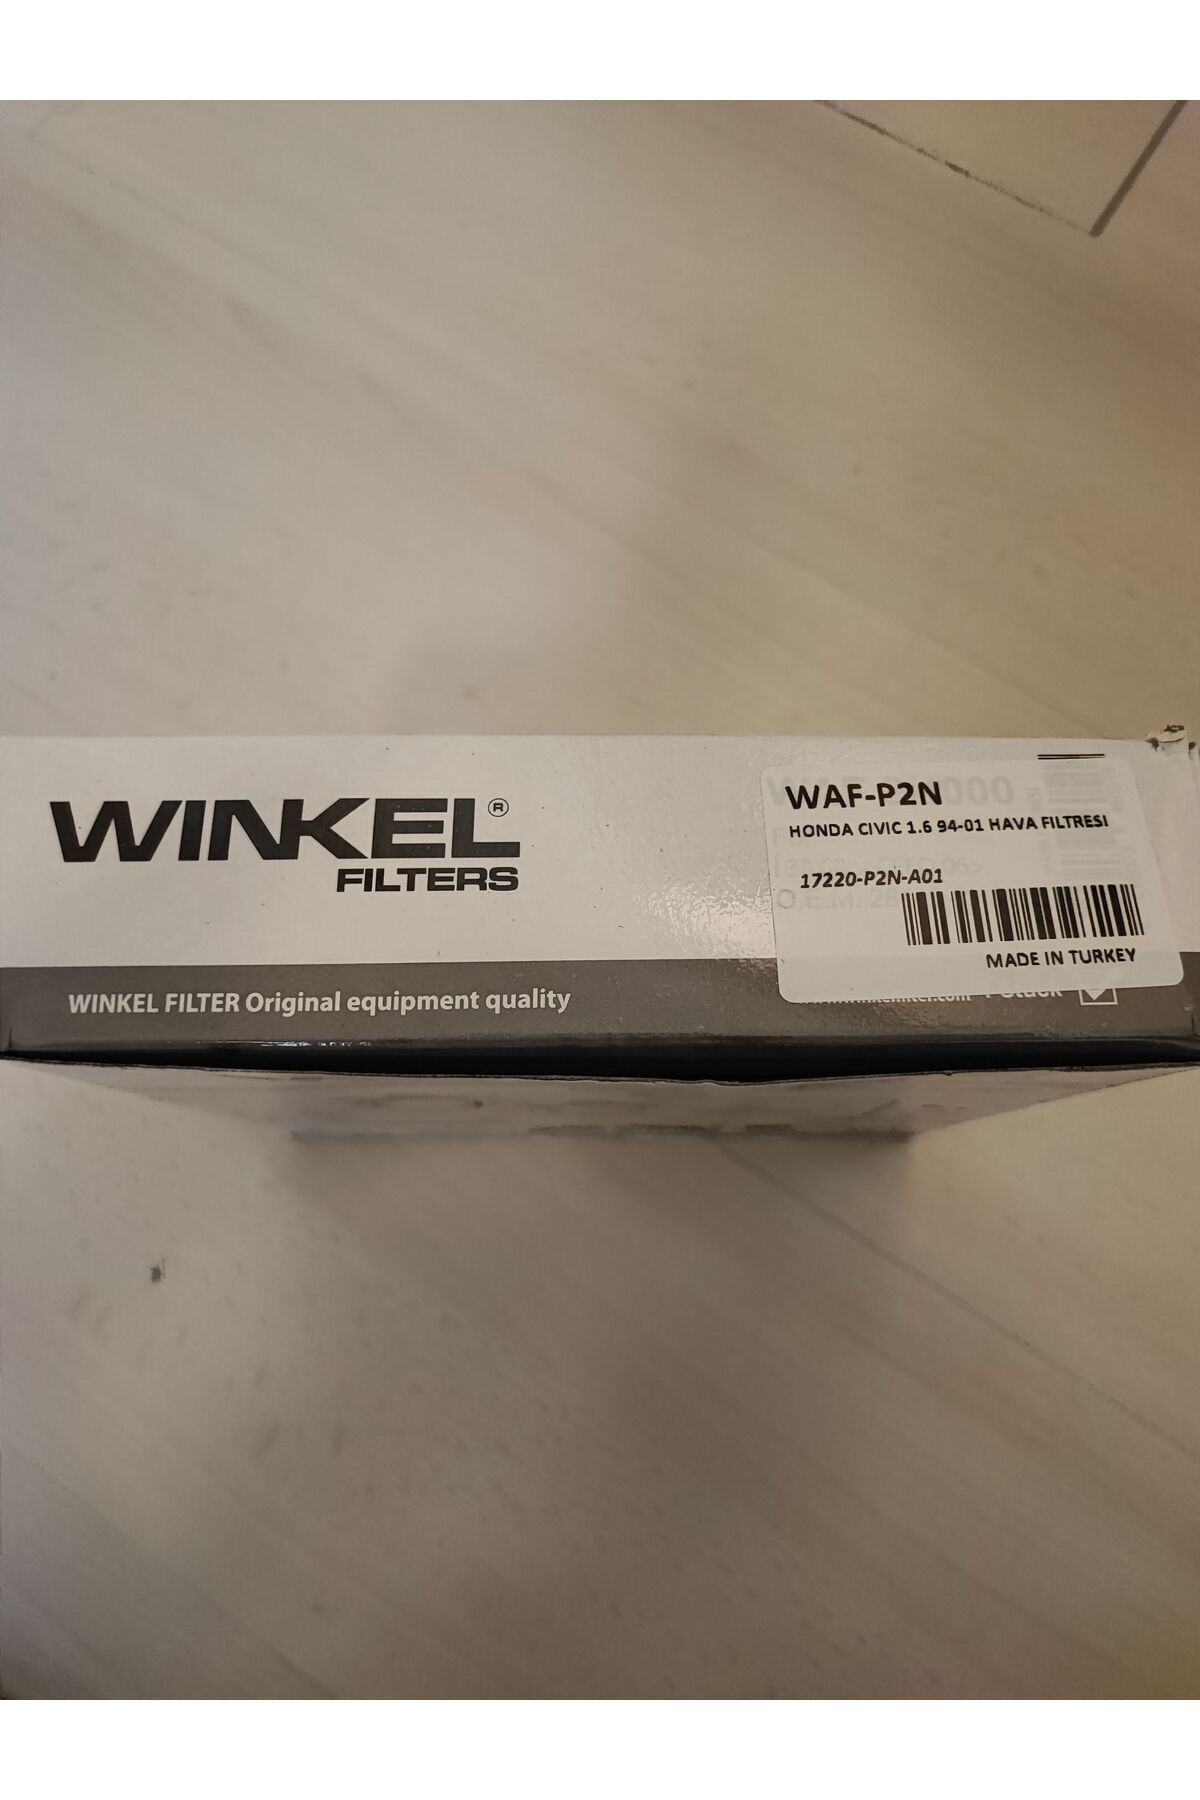 WINKEL®
FILTERS
WINKEL FILTER Original equipment quality
WAF-P2N
HONDA CIVIC 1.6 94-01 HAVA FILTRESI
17220-P2N-A01
MADE IN TURKEY